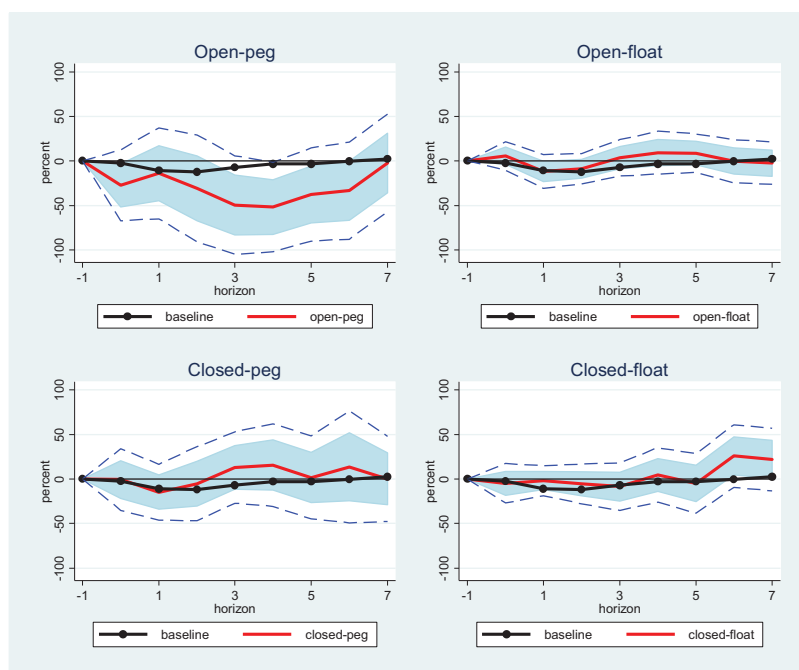 Open-peg
100
50
0
-50
-100
percent
-1 1 3 5 7
horizon
baseline open-peg
Open-float
100
50
0
-50
-100
percent
-1 1 3 5 7
horizon
baseline open-float
Closed-peg
100
50
0
-50
-100
percent
-1 1 3 5 7
horizon
baseline closed-peg
Closed-float
100
50
0
-50
-100
percent
-1 1 3 5 7
horizon
baseline closed-float